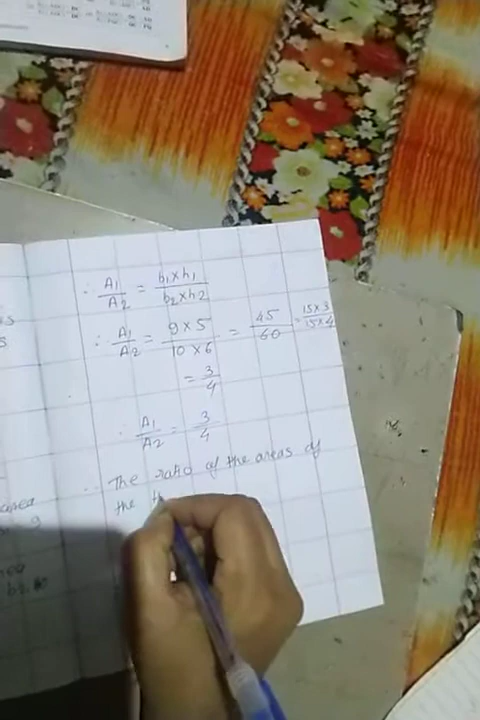 ∴ A1/A2 = b1×h1/b2×h2
∴ A1/A2 = 9×5/10×6 = 45/60 = 15×3/15×4
= 3/4
∴ A1/A2 = 3/4
∴ The ratio of the areas of
the